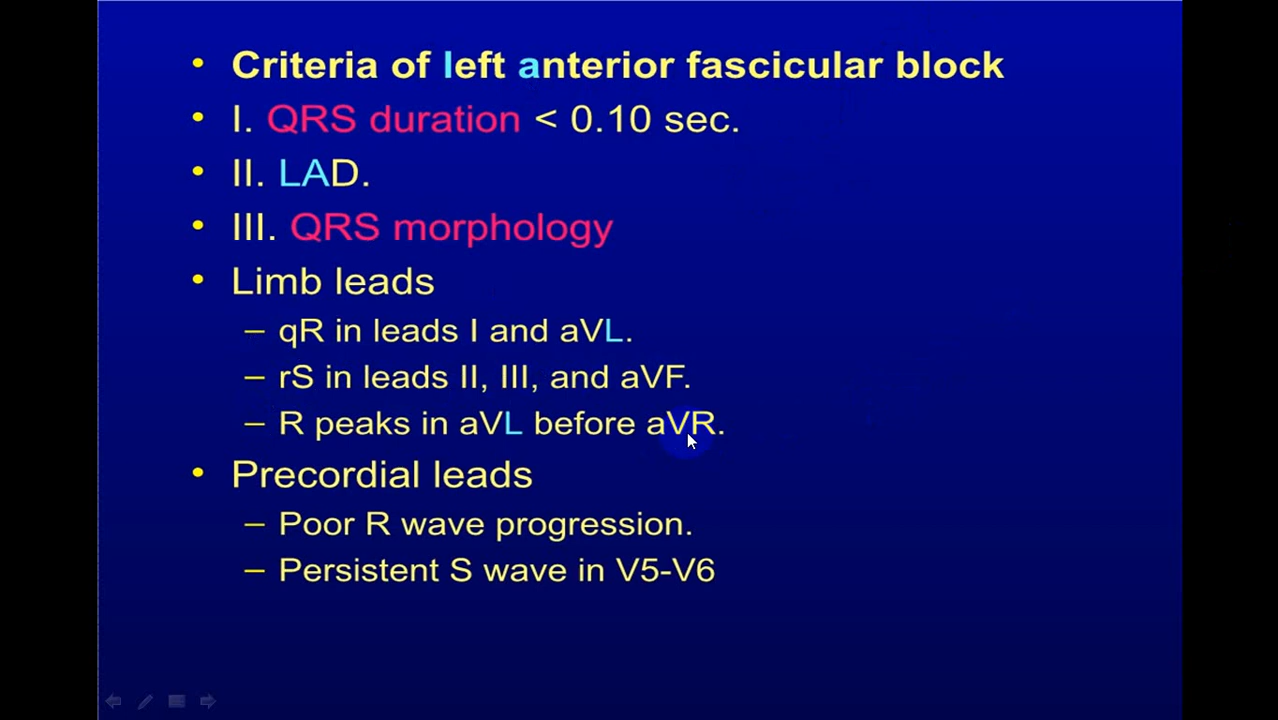 • Criteria of left anterior fascicular block
• I. QRS duration < 0.10 sec.
• II. LAD.
• III. QRS morphology
• Limb leads
– qR in leads I and aVL.
– rS in leads II, III, and aVF.
– R peaks in aVL before aVR.
• Precordial leads
– Poor R wave progression.
– Persistent S wave in V5-V6